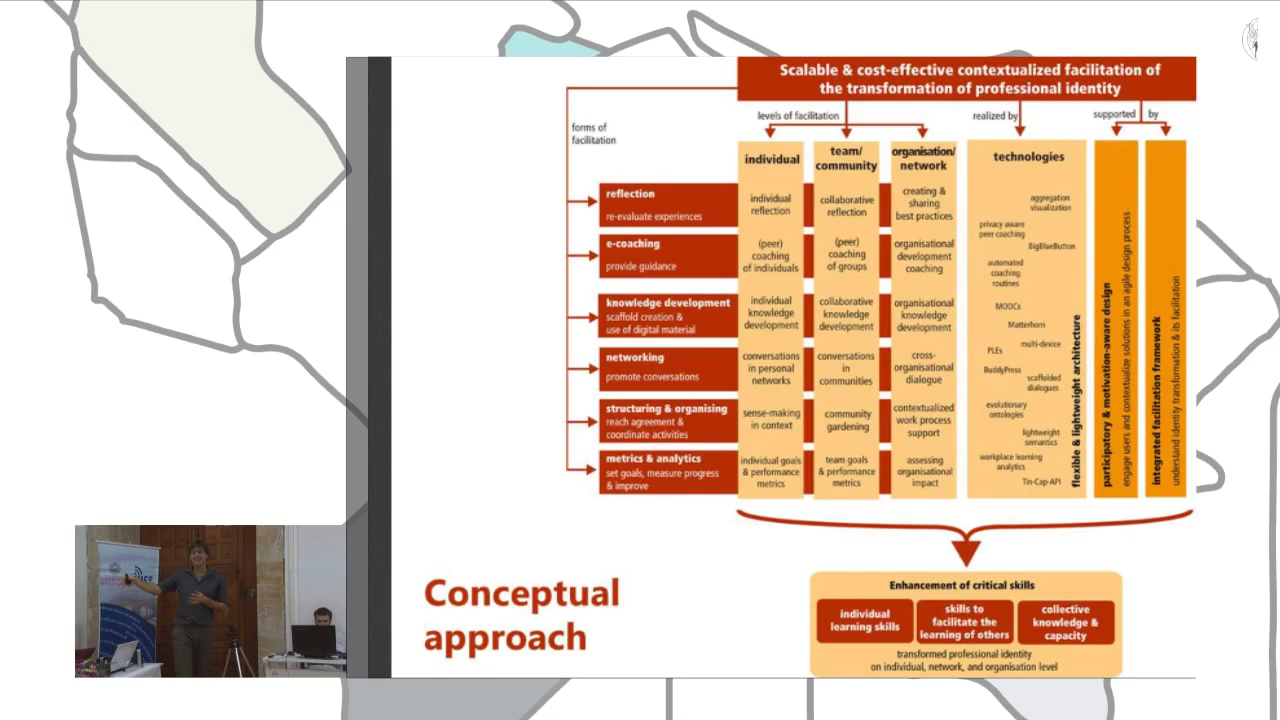 Scalable & cost-effective contextualized facilitation of
the transformation of professional identity
forms of
facilitation
levels of facilitation
realized by
supported by
individual
team/
community
organisation/
network
technologies
reflection
re-evaluate experiences
individual
reflection
collaborative
reflection
creating &
sharing
best practices
e-coaching
provide guidance
(peer)
coaching
of individuals
(peer)
coaching
of groups
organisational
development
coaching
knowledge development
scaffold creation &
use of digital material
individual
knowledge
development
collaborative
knowledge
development
organisational
knowledge
development
networking
promote conversations
conversations
in personal
networks
conversations
in
communities
cross-
organisational
dialogue
structuring & organising
reach agreement &
coordinate activities
sense-making
in context
community
gardening
contextualized
work process
support
metrics & analytics
set goals, measure progress
& improve
individual goals
& performance
metrics
team goals
& performance
metrics
assessing
organisational
impact
aggregation
visualization
privacy aware
peer coaching
BigBlueButton
automated
coaching
routines
MOOCs
Matterhorn
multi-device
PLEs
BuddyPress
scaffolded
dialogues
evolutionary
ontologies
lightweight
semantics
workplace learning
analytics
Tin-Cap-API
flexible & lightweight architecture
participatory & motivation-aware design
engage users and contextualize solutions in an agile design process
integrated facilitation framework
understand identity transformation & its facilitation
Conceptual
approach
Enhancement of critical skills
individual
learning skills
skills to
facilitate the
learning of others
collective
knowledge &
capacity
transformed professional identity
on individual, network, and organisation level